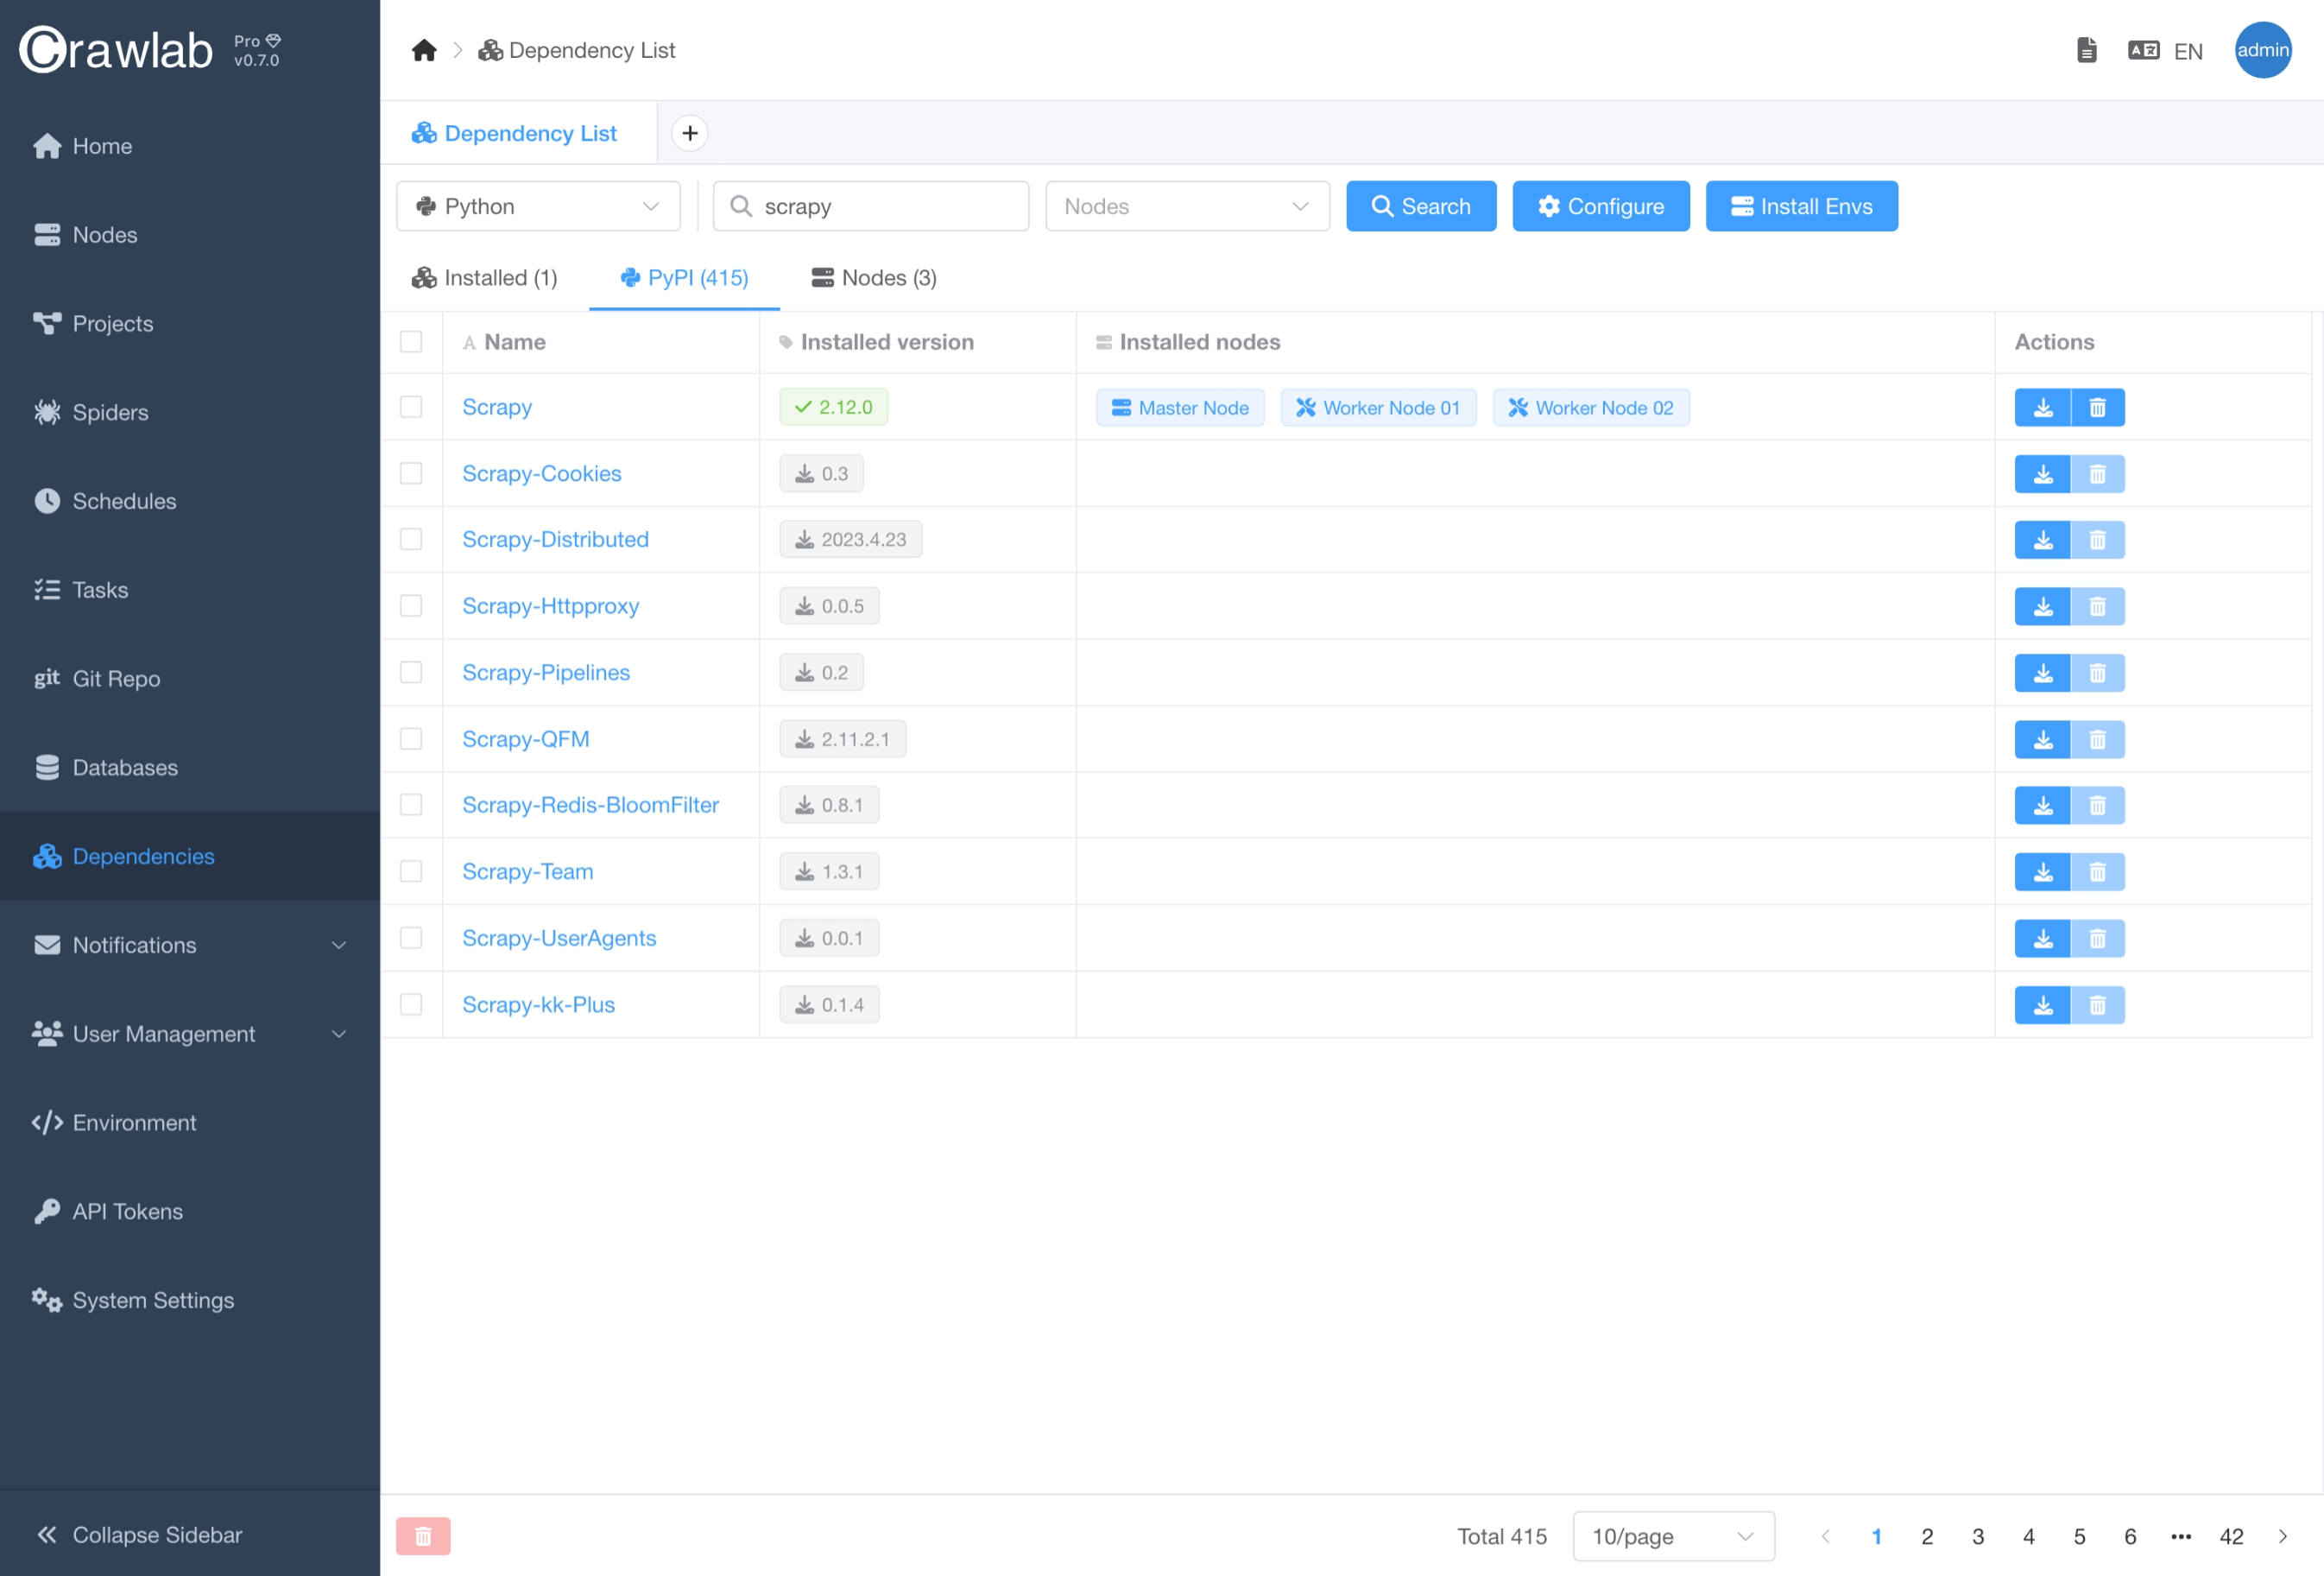 Crawlab Pro v0.7.0
Home
Nodes
Projects
Spiders
Schedules
Tasks
git Git Repo
Databases
Dependencies
Notifications
User Management
Environment
API Tokens
System Settings
Collapse Sidebar
Dependency List
EN
admin
Dependency List
Python
scrapy
Nodes
Search
Configure
Install Envs
Installed (1) PyPI (415) Nodes (3)
Name Installed version Installed nodes Actions
Scrapy 2.12.0 Master Node Worker Node 01 Worker Node 02
Scrapy-Cookies 0.3
Scrapy-Distributed 2023.4.23
Scrapy-Httpproxy 0.0.5
Scrapy-Pipelines 0.2
Scrapy-QFM 2.11.2.1
Scrapy-Redis-BloomFilter 0.8.1
Scrapy-Team 1.3.1
Scrapy-UserAgents 0.0.1
Scrapy-kk-Plus 0.1.4
Total 415 10/page 1 2 3 4 5 6 ••• 42